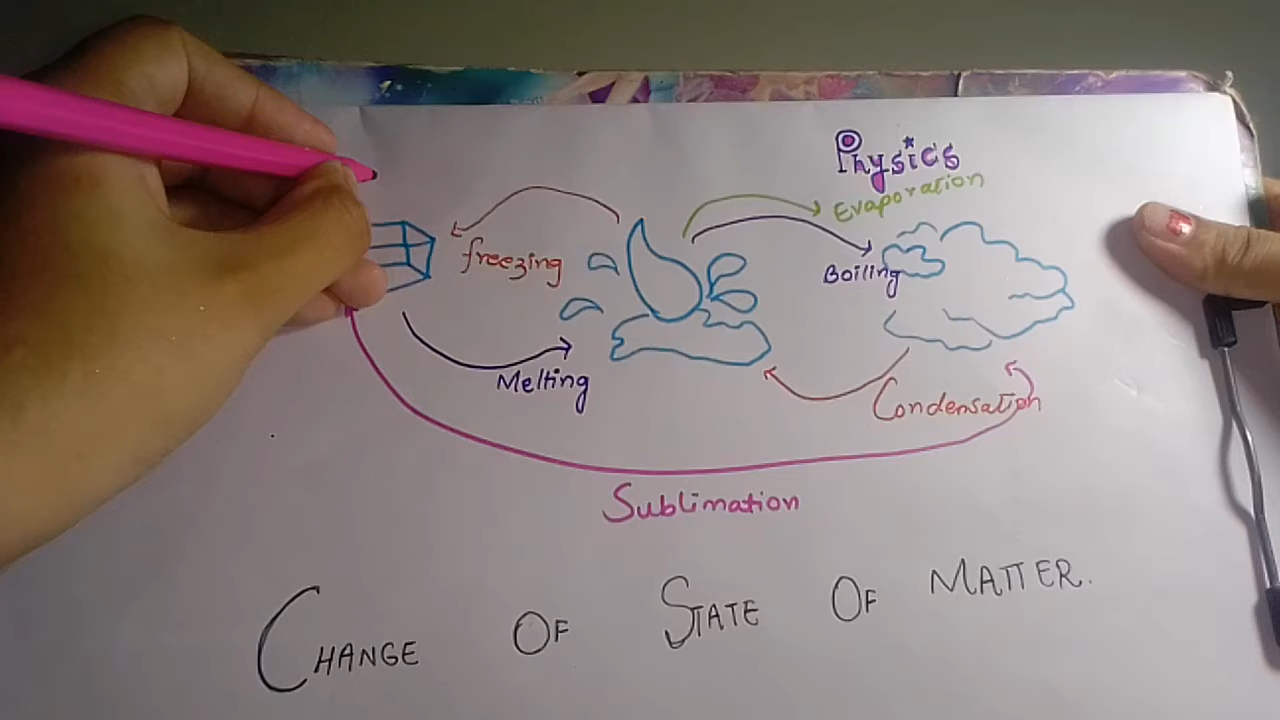 Physics
Evaporation
freezing
Boiling
Melting
Condensation
Sublimation
CHANGE OF STATE OF MATTER.